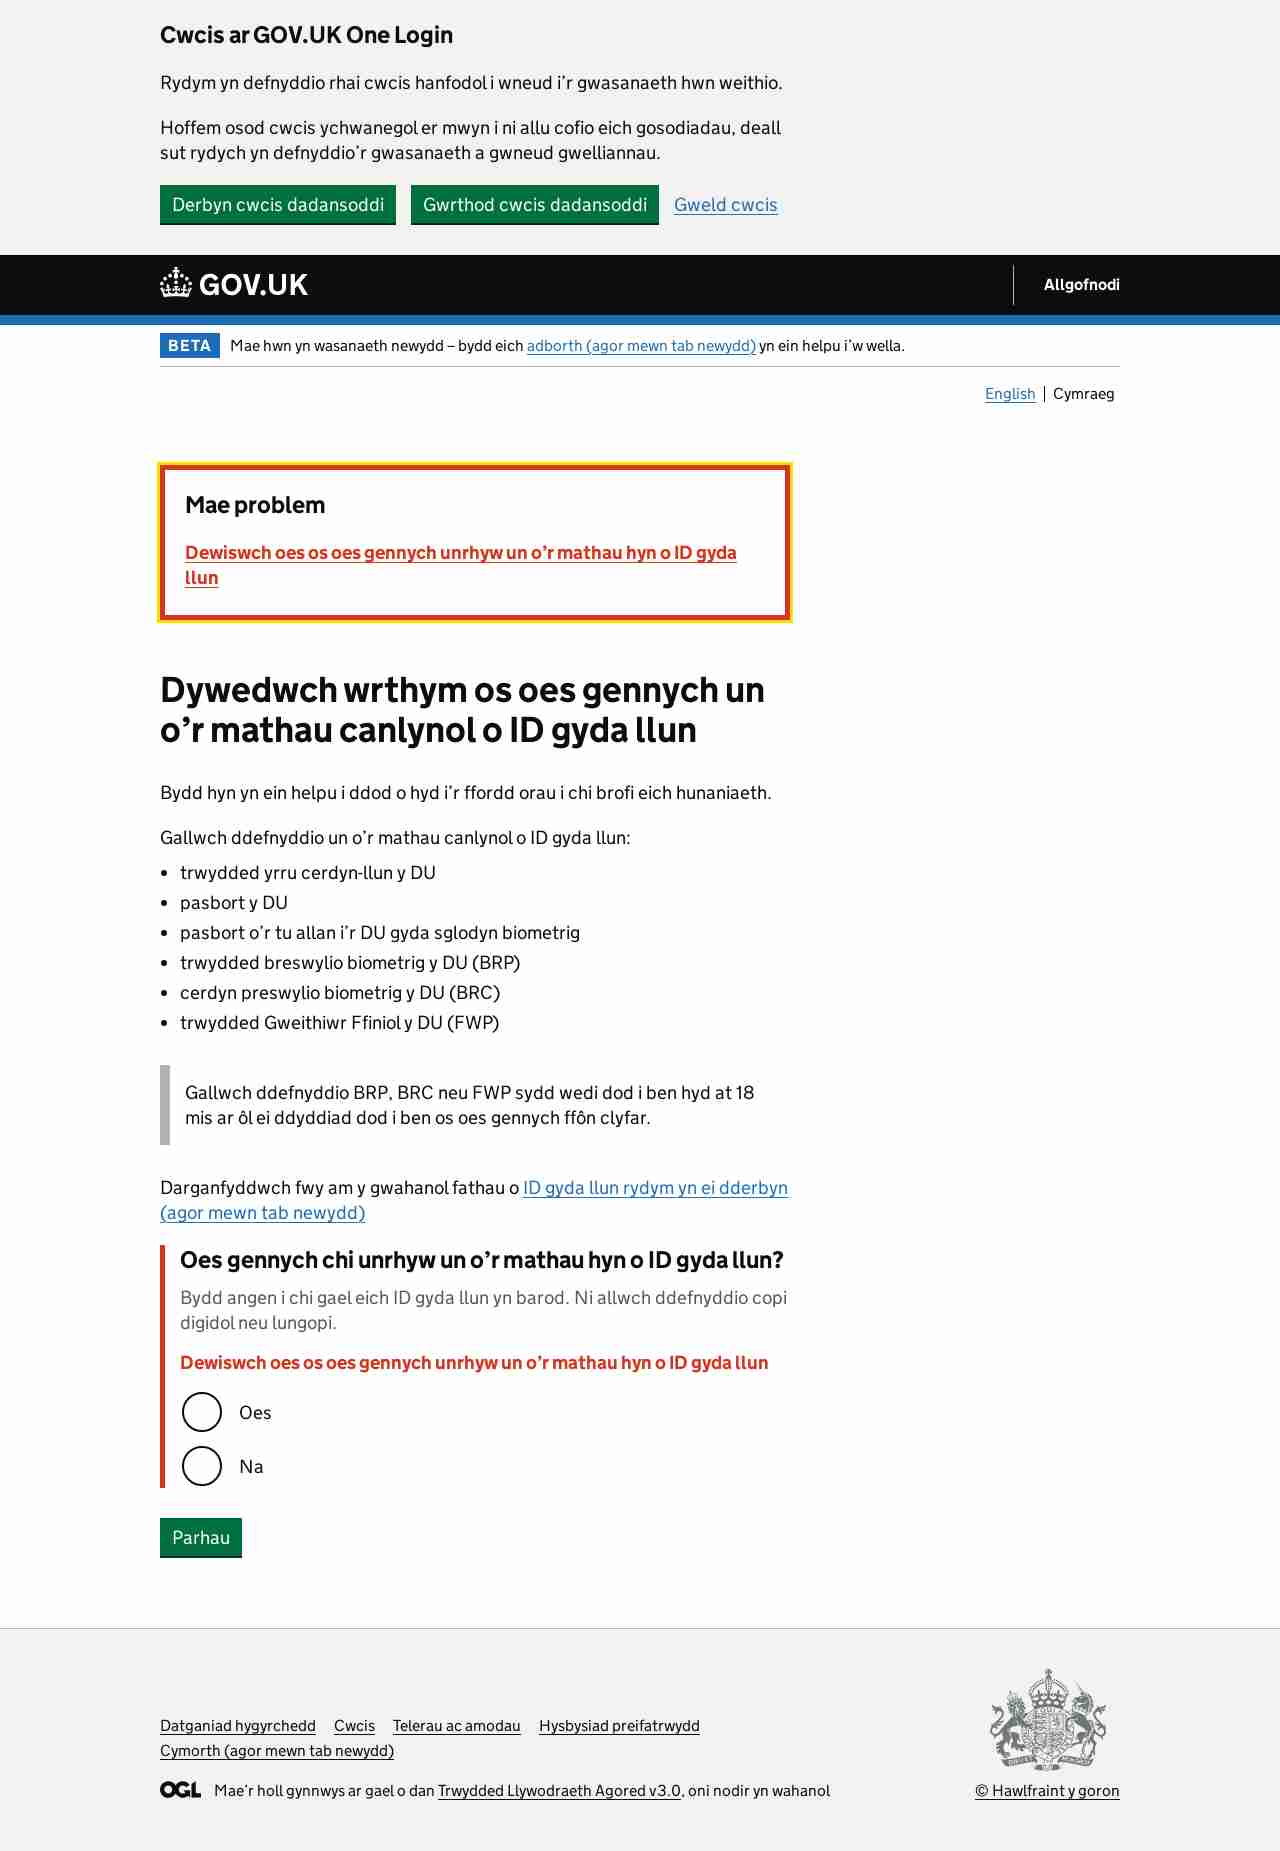 Cwcis ar GOV.UK One Login
Rydym yn defnyddio rhai cwcis hanfodol i wneud i’r gwasanaeth hwn weithio.
Hoffem osod cwcis ychwanegol er mwyn i ni allu cofio eich gosodiadau, deall
sut rydych yn defnyddio’r gwasanaeth a gwneud gwelliannau.
Derbyn cwcis dadansoddi Gwrthod cwcis dadansoddi Gweld cwcis
GOV.UK Allgofnodi
BETA Mae hwn yn wasanaeth newydd – bydd eich adborth (agor mewn tab newydd) yn ein helpu i’w wella.
English | Cymraeg
Mae problem
Dewiswch oes os oes gennych unrhyw un o’r mathau hyn o ID gyda
llun
Dywedwch wrthym os oes gennych un
o’r mathau canlynol o ID gyda llun
Bydd hyn yn ein helpu i ddod o hyd i’r ffordd orau i chi brofi eich hunaniaeth.
Gallwch ddefnyddio un o’r mathau canlynol o ID gyda llun:
• trwydded yrru cerdyn-llun y DU
• pasbort y DU
• pasbort o’r tu allan i’r DU gyda sglodyn biometrig
• trwydded breswylio biometrig y DU (BRP)
• cerdyn preswylio biometrig y DU (BRC)
• trwydded Gweithiwr Ffiniol y DU (FWP)
Gallwch ddefnyddio BRP, BRC neu FWP sydd wedi dod i ben hyd at 18
mis ar ôl ei ddyddiad dod i ben os oes gennych ffôn clyfar.
Darganfyddwch fwy am y gwahanol fathau o ID gyda llun rydym yn ei dderbyn
(agor mewn tab newydd)
Oes gennych chi unrhyw un o’r mathau hyn o ID gyda llun?
Bydd angen i chi gael eich ID gyda llun yn barod. Ni allwch ddefnyddio copi
digidol neu lungopi.
Dewiswch oes os oes gennych unrhyw un o’r mathau hyn o ID gyda llun
Oes
Na
Parhau
Datganiad hygyrchedd Cwcis Telerau ac amodau Hysbysiad preifatrwydd
Cymorth (agor mewn tab newydd)
OGL Mae’r holl gynnwys ar gael o dan Trwydded Llywodraeth Agored v3.0, oni nodir yn wahanol
© Hawlfraint y goron